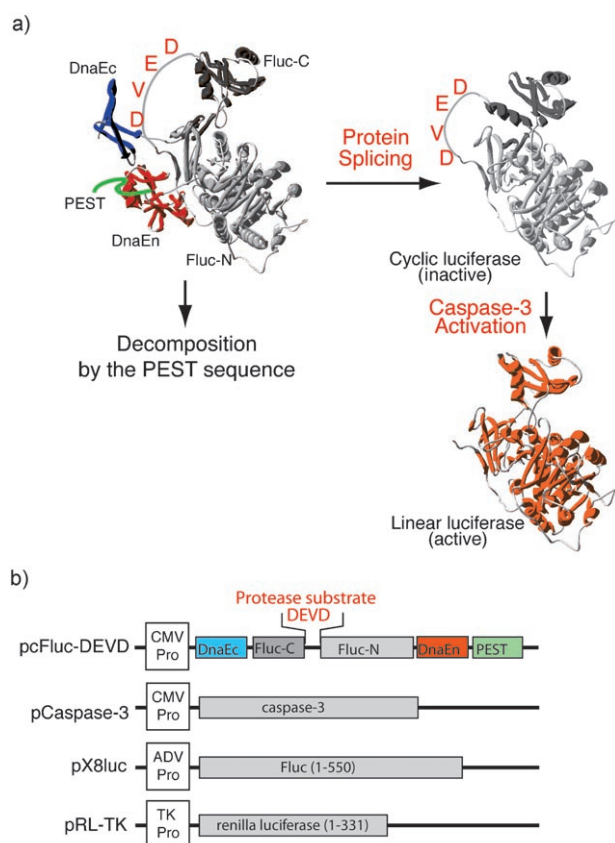 a)
D
E
V
D
DnaEc
Fluc-C
PEST
DnaEn
Fluc-N
Protein
Splicing
D
E
V
D
Cyclic luciferase
(inactive)
Decomposition
by the PEST sequence
Caspase-3
Activation
Linear luciferase
(active)
b)
Protease substrate
DEVD
pcFluc-DEVD
CMV
Pro
DnaEc
Fluc-C
Fluc-N
DnaEn
PEST
pCaspase-3
CMV
Pro
caspase-3
pX8luc
ADV
Pro
Fluc (1-550)
pRL-TK
TK
Pro
renilla luciferase (1-331)